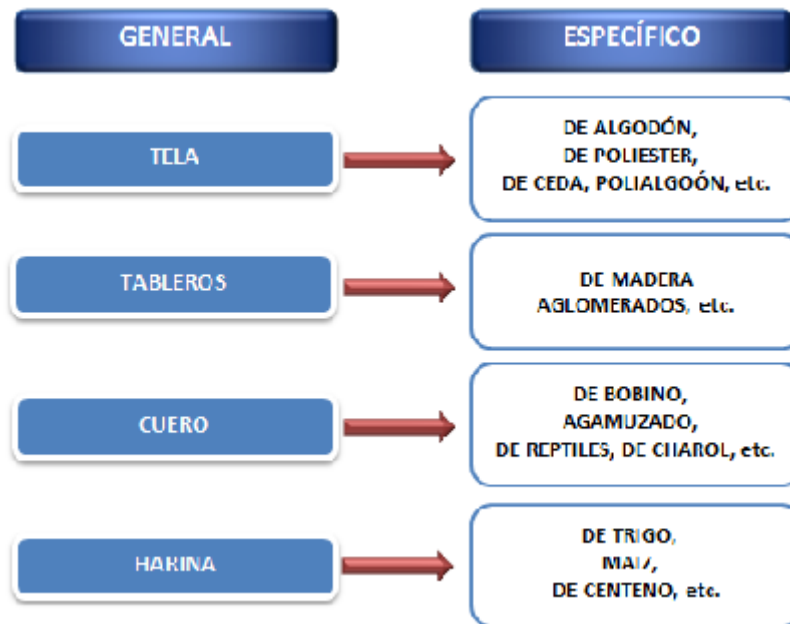 GENERAL
ESPECÍFICO
TELA
DE ALGODÓN,
DE POLIESTER,
DE CEDA, POLIALGOÓN, etc.
TABLEROS
DE MADERA
AGLOMERADOS, etc.
CUERO
DE BOBINO,
AGAMUZADO,
DE REPTILES, DE CHAROL, etc.
HARINA
DE TRIGO,
MAIZ,
DE CENTENO, etc.